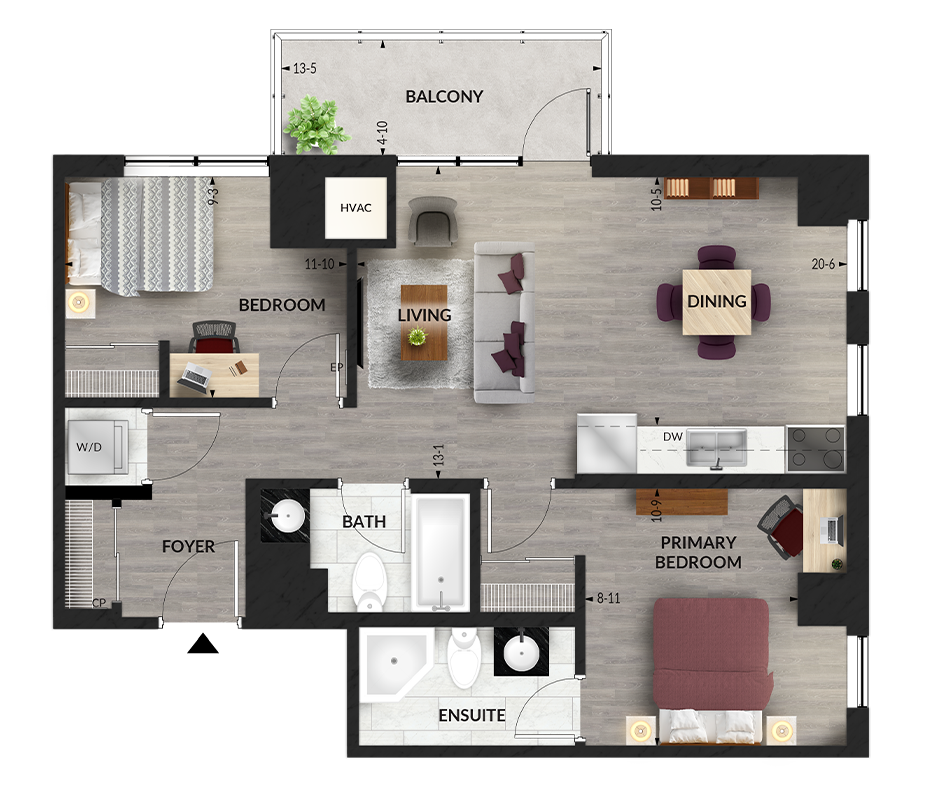 13-5
BALCONY
4-10
9-3
HVAC
10-5
11-10
20-6
BEDROOM
LIVING
DINING
EP
W/D
DW
13-1
BATH
10-9
FOYER
PRIMARY
BEDROOM
CP
8-11
ENSUITE